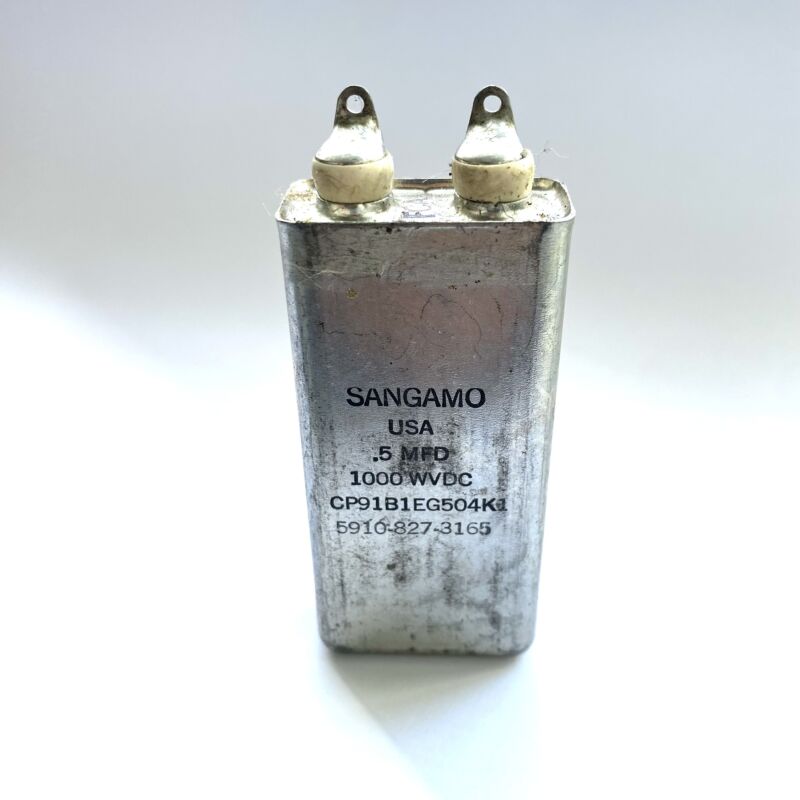 SANGAMO
USA
.5 MFD
1000 WVDC
CP91B1EG504K1
5910-827-3165